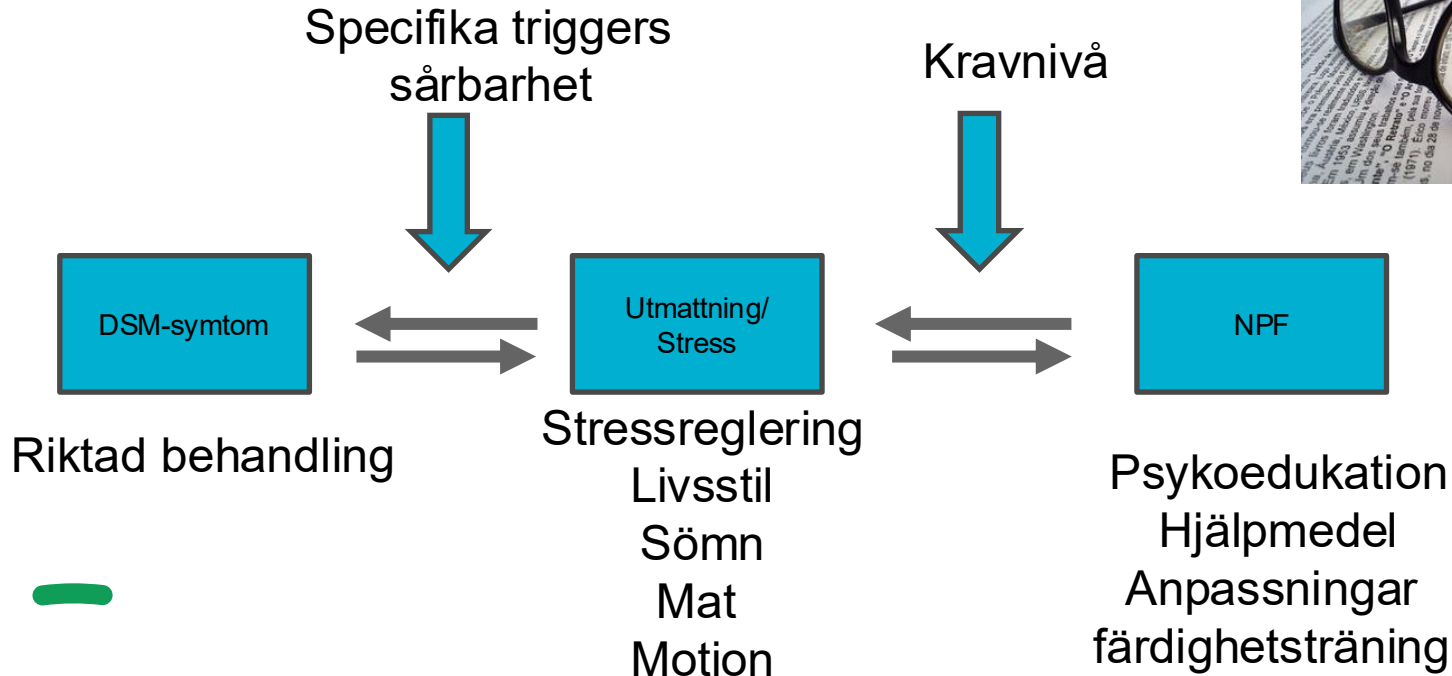 Specifika triggers
sårbarhet
Kravnivå
DSM-symtom
Utmattning/
Stress
NPF
Riktad behandling
Stressreglering
Livsstil
Sömn
Mat
Motion
Psykoedukation
Hjälpmedel
Anpassningar
färdighetsträning